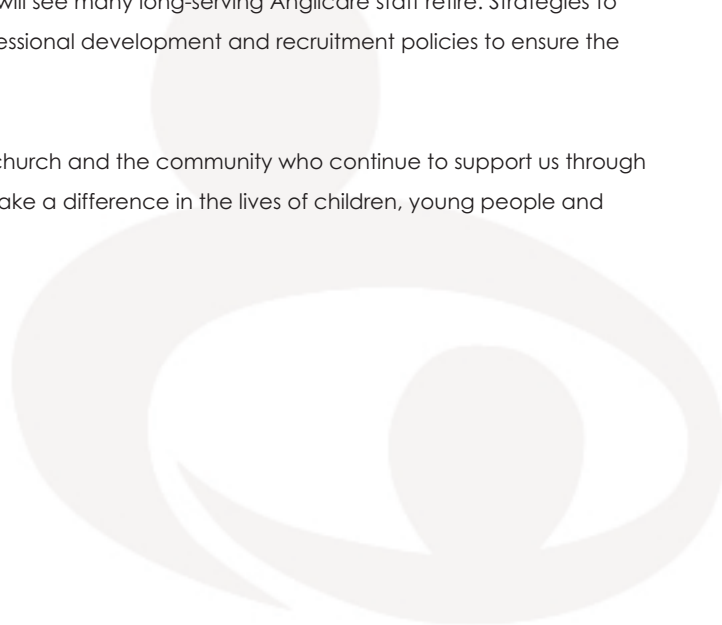 will see many long-serving Anglicare staff retire. Strategies to
essional development and recruitment policies to ensure the
church and the community who continue to support us through
ake a difference in the lives of children, young people and